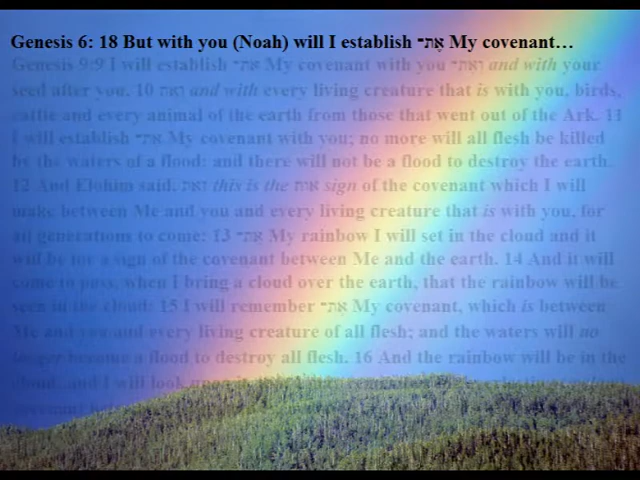 Genesis 6: 18 But with you (Noah) will I establish אֶת־ My covenant…
Genesis 9:9 I will establish את־ My covenant with you ואת־ and with your
seed after you. 10 ואת and with every living creature that is with you, birds,
cattle and every animal of the earth from those that went out of the Ark. 11
I will establish את־ My covenant with you; no more will all flesh be killed
by the waters of a flood: and there will not be a flood to destroy the earth.
12 And Elohim said, זאת this is the את sign of the covenant which I will
make between Me and you and every living creature that is with you, for
all generations to come: 13 את־ My rainbow I will set in the cloud and it
will be for a sign of the covenant between Me and the earth. 14 And it will
come to pass, when I bring a cloud over the earth, that the rainbow will be
seen in the cloud: 15 I will remember את־ My covenant, which is between
Me and you and every living creature of all flesh; and the waters will no
longer become a flood to destroy all flesh. 16 And the rainbow will be in the
cloud, and I will look upon it,
covenant